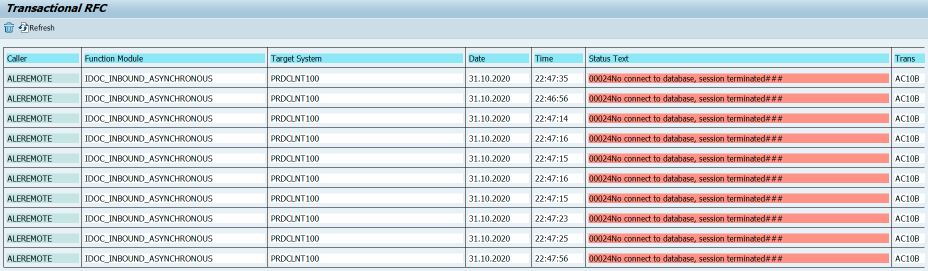 Transactional RFC
Refresh
Caller Function Module Target System Date Time Status Text Trans
ALEREMOTE IDOC_INBOUND_ASYNCHRONOUS PRDCLNT100 31.10.2020 22:47:35 00024No connect to database, session terminated### AC10B
ALEREMOTE IDOC_INBOUND_ASYNCHRONOUS PRDCLNT100 31.10.2020 22:46:56 00024No connect to database, session terminated### AC10B
ALEREMOTE IDOC_INBOUND_ASYNCHRONOUS PRDCLNT100 31.10.2020 22:47:14 00024No connect to database, session terminated### AC10B
ALEREMOTE IDOC_INBOUND_ASYNCHRONOUS PRDCLNT100 31.10.2020 22:47:16 00024No connect to database, session terminated### AC10B
ALEREMOTE IDOC_INBOUND_ASYNCHRONOUS PRDCLNT100 31.10.2020 22:47:15 00024No connect to database, session terminated### AC10B
ALEREMOTE IDOC_INBOUND_ASYNCHRONOUS PRDCLNT100 31.10.2020 22:47:16 00024No connect to database, session terminated### AC10B
ALEREMOTE IDOC_INBOUND_ASYNCHRONOUS PRDCLNT100 31.10.2020 22:47:15 00024No connect to database, session terminated### AC10B
ALEREMOTE IDOC_INBOUND_ASYNCHRONOUS PRDCLNT100 31.10.2020 22:47:23 00024No connect to database, session terminated### AC10B
ALEREMOTE IDOC_INBOUND_ASYNCHRONOUS PRDCLNT100 31.10.2020 22:47:25 00024No connect to database, session terminated### AC10B
ALEREMOTE IDOC_INBOUND_ASYNCHRONOUS PRDCLNT100 31.10.2020 22:47:56 00024No connect to database, session terminated### AC10B